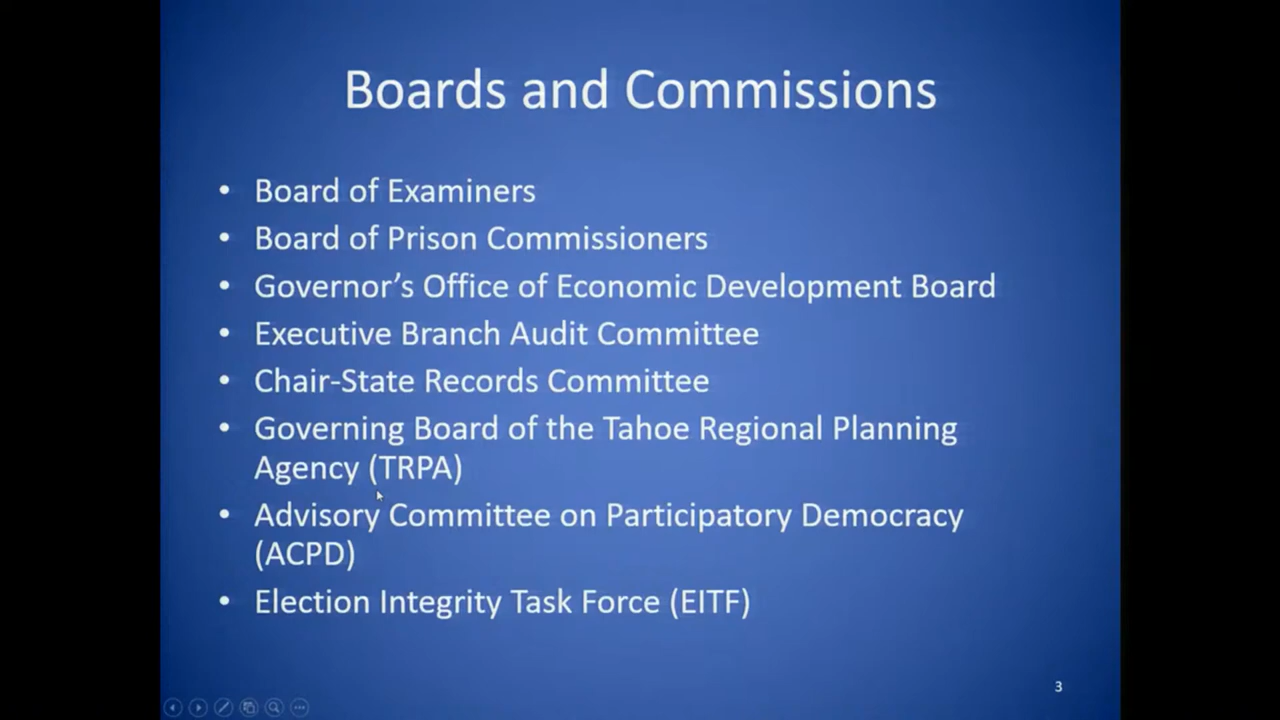 Boards and Commissions
• Board of Examiners
• Board of Prison Commissioners
• Governor’s Office of Economic Development Board
• Executive Branch Audit Committee
• Chair-State Records Committee
• Governing Board of the Tahoe Regional Planning
Agency (TRPA)
• Advisory Committee on Participatory Democracy
(ACPD)
• Election Integrity Task Force (EITF)
3